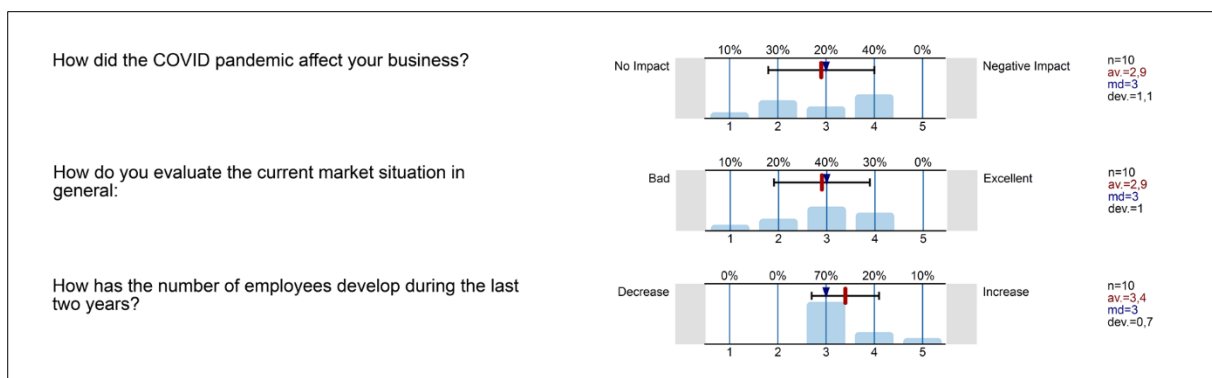 How did the COVID pandemic affect your business?
10% 30% 20% 40% 0%
No Impact
Negative Impact
1 2 3 4 5
n=10
av.=2,9
md=3
dev.=1,1
How do you evaluate the current market situation in
general:
10% 20% 40% 30% 0%
Bad
Excellent
1 2 3 4 5
n=10
av.=2,9
md=3
dev.=1
How has the number of employees develop during the last
two years?
0% 0% 70% 20% 10%
Decrease
Increase
1 2 3 4 5
n=10
av.=3,4
md=3
dev.=0,7